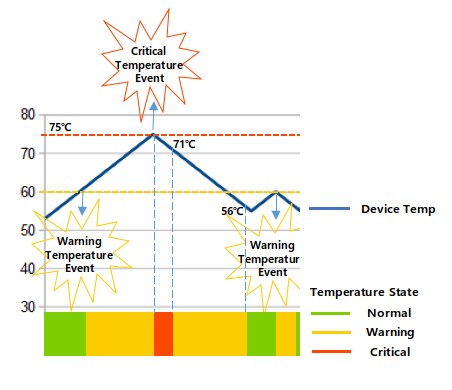 Critical
Temperature
Event
80
75℃
71℃
70
60
56℃
Device Temp
50
Warning
Temperature
Event
Warning
Temperatur
Event
40
30
Temperature State
Normal
Warning
Critical